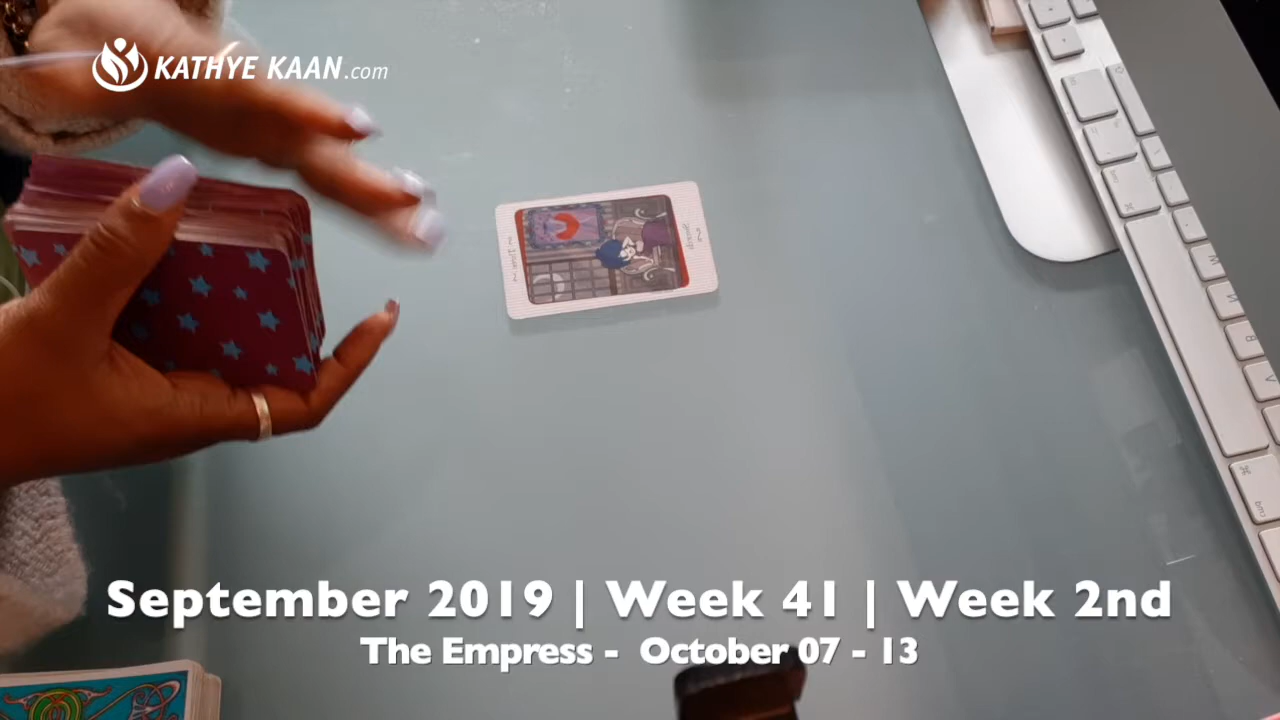 KATHYE KAAN.com
September 2019 | Week 41 | Week 2nd
The Empress - October 07 - 13